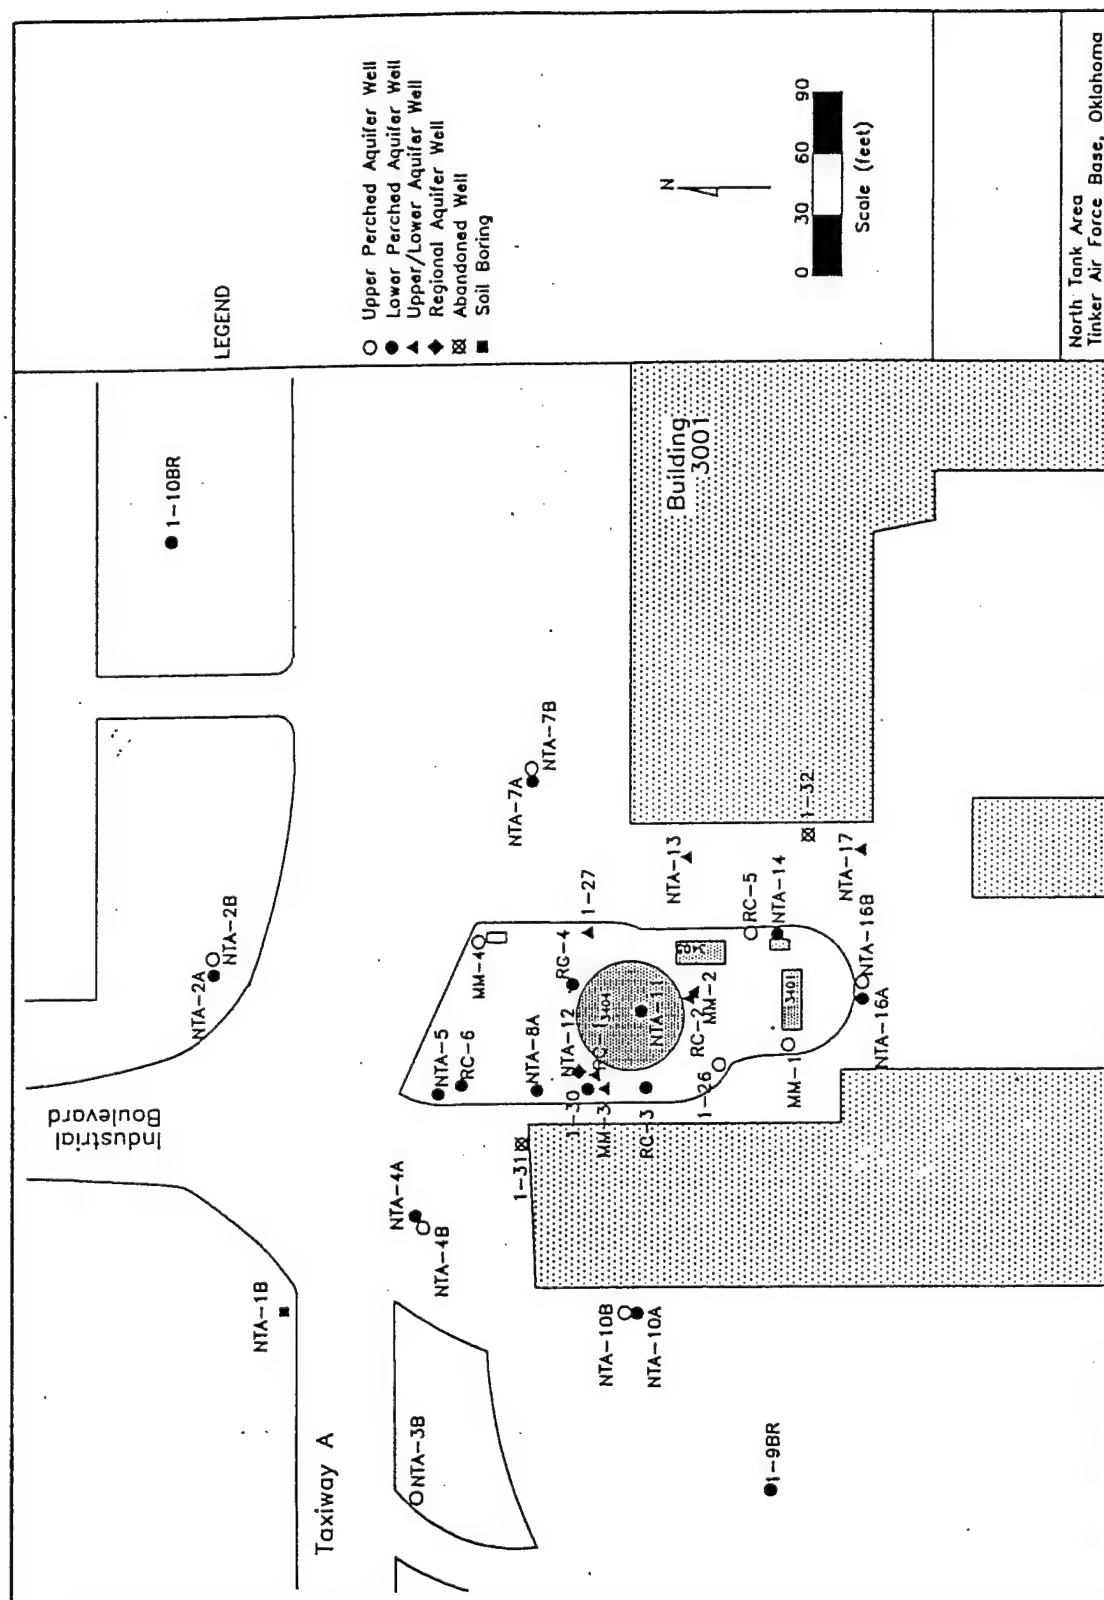 LEGEND
Upper Perched Aquifer Well
Lower Perched Aquifer Well
Upper/Lower Aquifer Well
Regional Aquifer Well
Abandoned Well
Soil Boring
N
0 30 60 90
Scale (feet)
North Tank Area
Tinker Air Force Base, Oklahoma
Industrial
Boulevard
Taxiway A
Building
3001
1-10BR
NTA-2A
NTA-2B
NTA-1B
NTA-3B
NTA-4A
NTA-4B
NTA-5
RC-6
MM-4
NTA-7A
NTA-7B
NTA-8A
1-31
NTA-12
RC-4
1-27
1-30
MM-3
3404
NTA-11
RC-3
NTA-10B
NTA-10A
NTA-13
RC-2
MM-2
1-26
RC-5
NTA-14
1-32
MM-1
3401
NTA-17
NTA-16B
NTA-16A
1-9BR